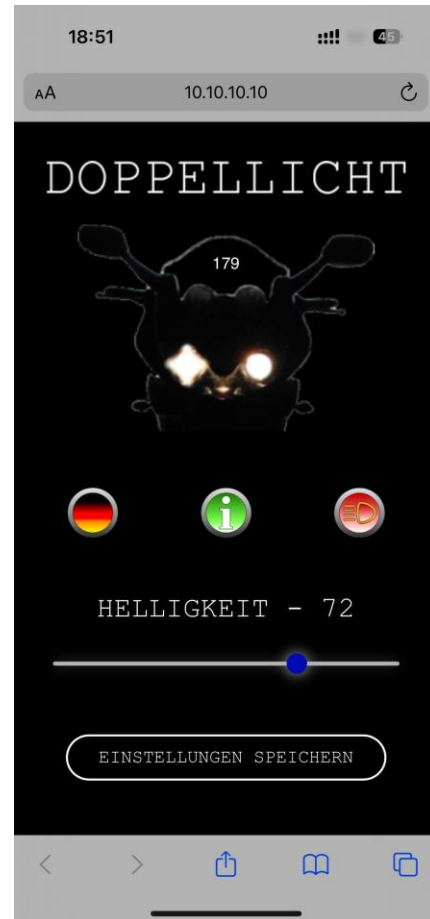 18:51
45
AA
10.10.10.10
DOPPELLICHT
179
i
HELLIGKEIT - 72
EINSTELLUNGEN SPEICHERN